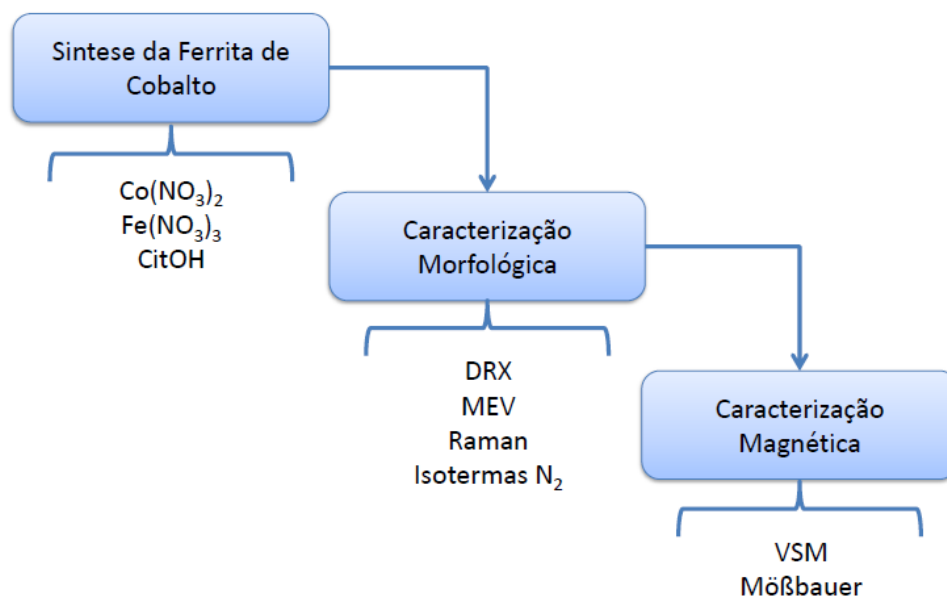 Sintese da Ferrita de
Cobalto
Co(NO₃)₂
Fe(NO₃)₃
CitOH
Caracterização
Morfológica
DRX
MEV
Raman
Isotermas N₂
Caracterização
Magnética
VSM
Mößbauer